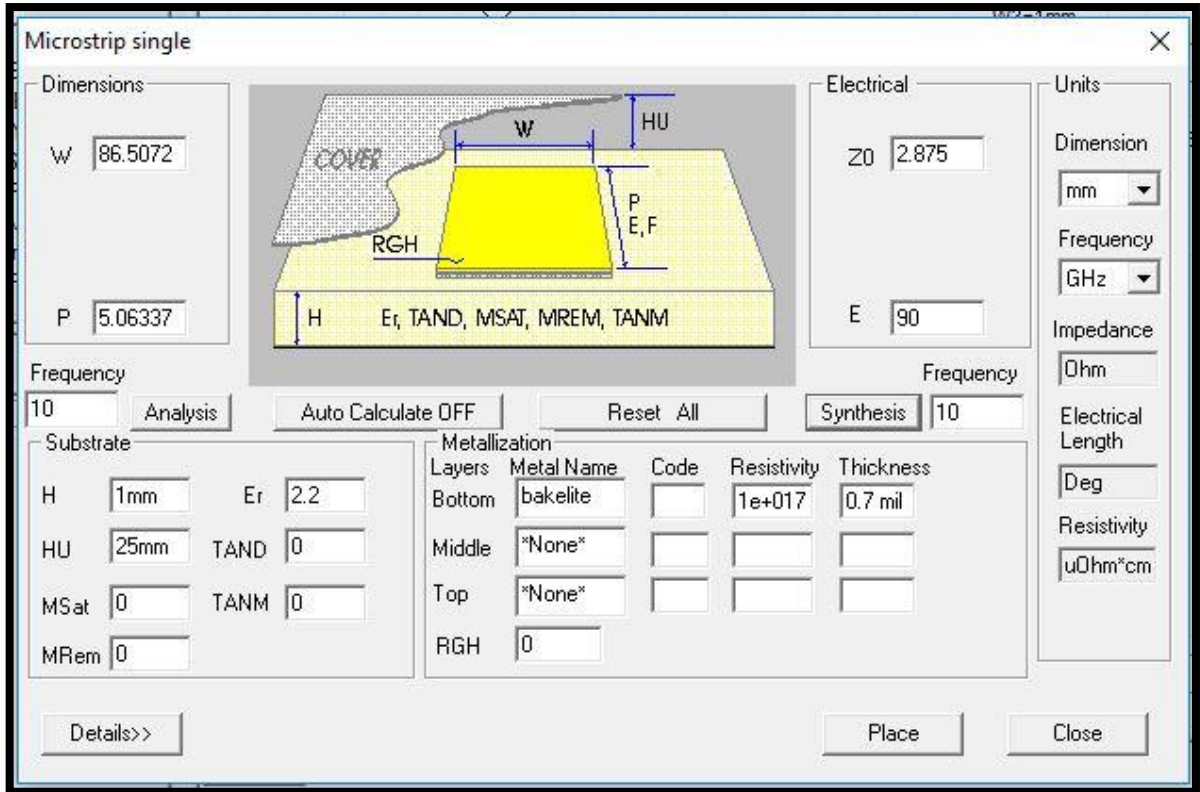 W2=1mm
Microstrip single
Dimensions
W 86.5072
P 5.06337
COVER
W
HU
P
E,F
RGH
H Er, TAND, MSAT, MREM, TANM
Electrical
Z0 2.875
E 90
Units
Dimension
mm
Frequency
GHz
Impedance
Ohm
Electrical
Length
Deg
Resistivity
uOhm*cm
Frequency
10 Analysis
Auto Calculate OFF
Reset All
Frequency
Synthesis 10
Substrate
H 1mm Er 2.2
HU 25mm TAND 0
MSat 0 TANM 0
MRem 0
Metallization
Layers Metal Name Code Resistivity Thickness
Bottom bakelite 1e+017 0.7 mil
Middle *None*
Top *None*
RGH 0
Details>>
Place
Close